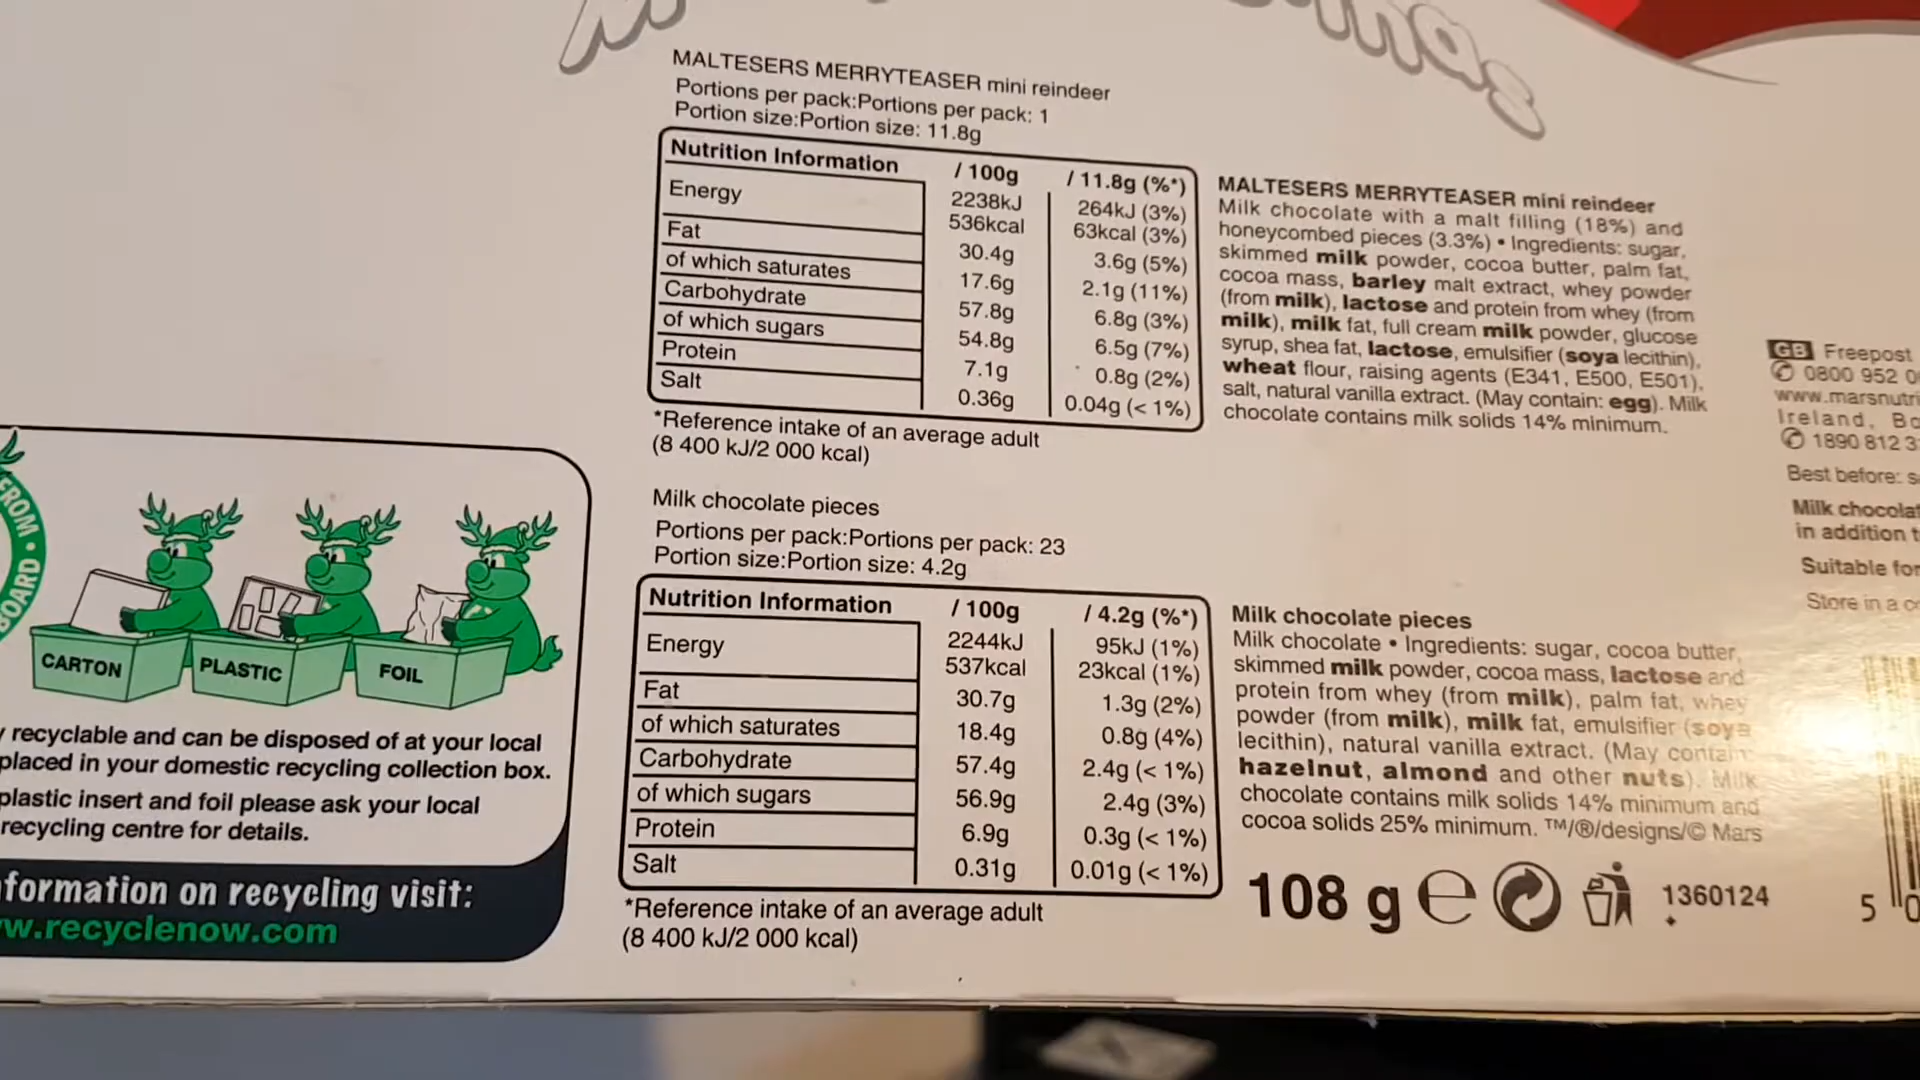 MALTESERS MERRYTEASER mini reindeer
Portions per pack:Portions per pack: 1
Portion size:Portion size: 11.8g
Nutrition Information / 100g / 11.8g (%*)
Energy 2238kJ 264kJ (3%)
536kcal 63kcal (3%)
Fat 30.4g 3.6g (5%)
of which saturates 17.6g 2.1g (11%)
Carbohydrate 57.8g 6.8g (3%)
of which sugars 54.8g 6.5g (7%)
Protein 7.1g 0.8g (2%)
Salt 0.36g 0.04g (< 1%)
*Reference intake of an average adult
(8 400 kJ/2 000 kcal)
MALTESERS MERRYTEASER mini reindeer
Milk chocolate with a malt filling (18%) and
honeycombed pieces (3.3%) • Ingredients: sugar,
skimmed milk powder, cocoa butter, palm fat,
cocoa mass, barley malt extract, whey powder
(from milk), lactose and protein from whey (from
milk), milk fat, full cream milk powder, glucose
syrup, shea fat, lactose, emulsifier (soya lecithin),
wheat flour, raising agents (E341, E500, E501),
salt, natural vanilla extract. (May contain: egg). Milk
chocolate contains milk solids 14% minimum.
Milk chocolate pieces
Portions per pack:Portions per pack: 23
Portion size:Portion size: 4.2g
Nutrition Information / 100g / 4.2g (%*)
Energy 2244kJ 95kJ (1%)
537kcal 23kcal (1%)
Fat 30.7g 1.3g (2%)
of which saturates 18.4g 0.8g (4%)
Carbohydrate 57.4g 2.4g (< 1%)
of which sugars 56.9g 2.4g (3%)
Protein 6.9g 0.3g (< 1%)
Salt 0.31g 0.01g (< 1%)
*Reference intake of an average adult
(8 400 kJ/2 000 kcal)
Milk chocolate pieces
Milk chocolate • Ingredients: sugar, cocoa butter,
skimmed milk powder, cocoa mass, lactose and
protein from whey (from milk), palm fat, whey
powder (from milk), milk fat, emulsifier (soya
lecithin), natural vanilla extract. (May contain
hazelnut, almond and other nuts). Milk
chocolate contains milk solids 14% minimum and
cocoa solids 25% minimum. ™/®/designs/© Mars
108 g e 1360124
GB Freepost
0800 952 0
www.marsnutri
Ireland,
1890 812 3
Best before:
Milk chocolat
in addition t
Suitable for
Store in a
5 0
FROM • BOARD
CARTON PLASTIC FOIL
recyclable and can be disposed of at your local
placed in your domestic recycling collection box.
plastic insert and foil please ask your local
recycling centre for details.
formation on recycling visit:
w.recyclenow.com